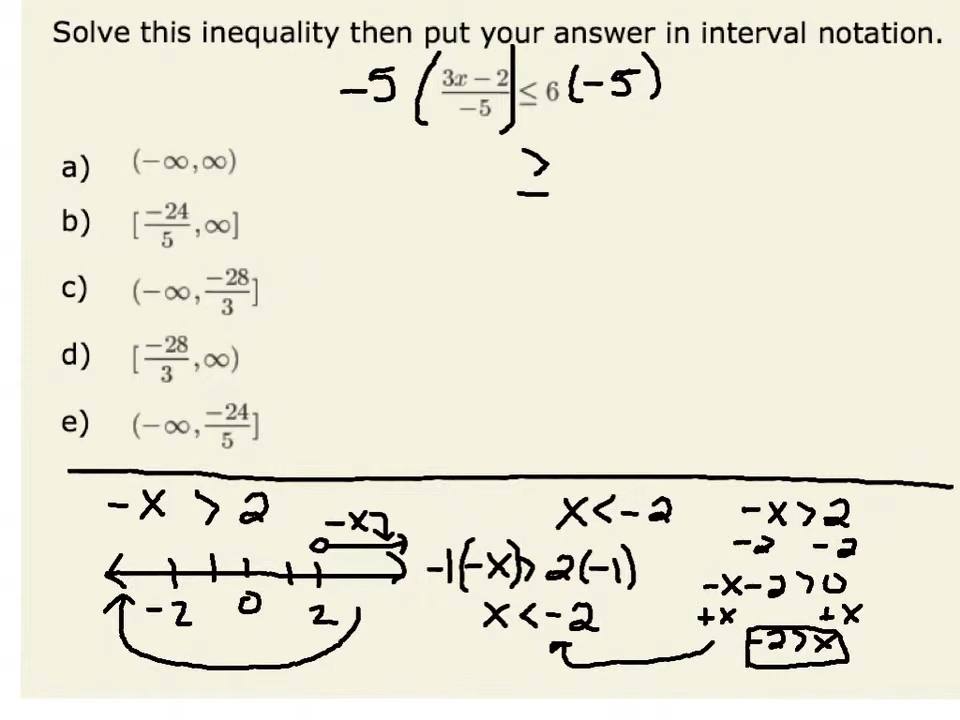 Solve this inequality then put your answer in interval notation.
-5 ( (3x − 2)/(−5) ) ≤ 6 (-5)
≥
a) (−∞, ∞)
b) [−24/5, ∞]
c) (−∞, −28/3]
d) [−28/3, ∞)
e) (−∞, −24/5]
-x > 2
-x
-2 0 2
x < -2
-1(-x) > 2(-1)
x < -2
-x > 2
-2 -2
-x-2 > 0
+x +x
-2 > x